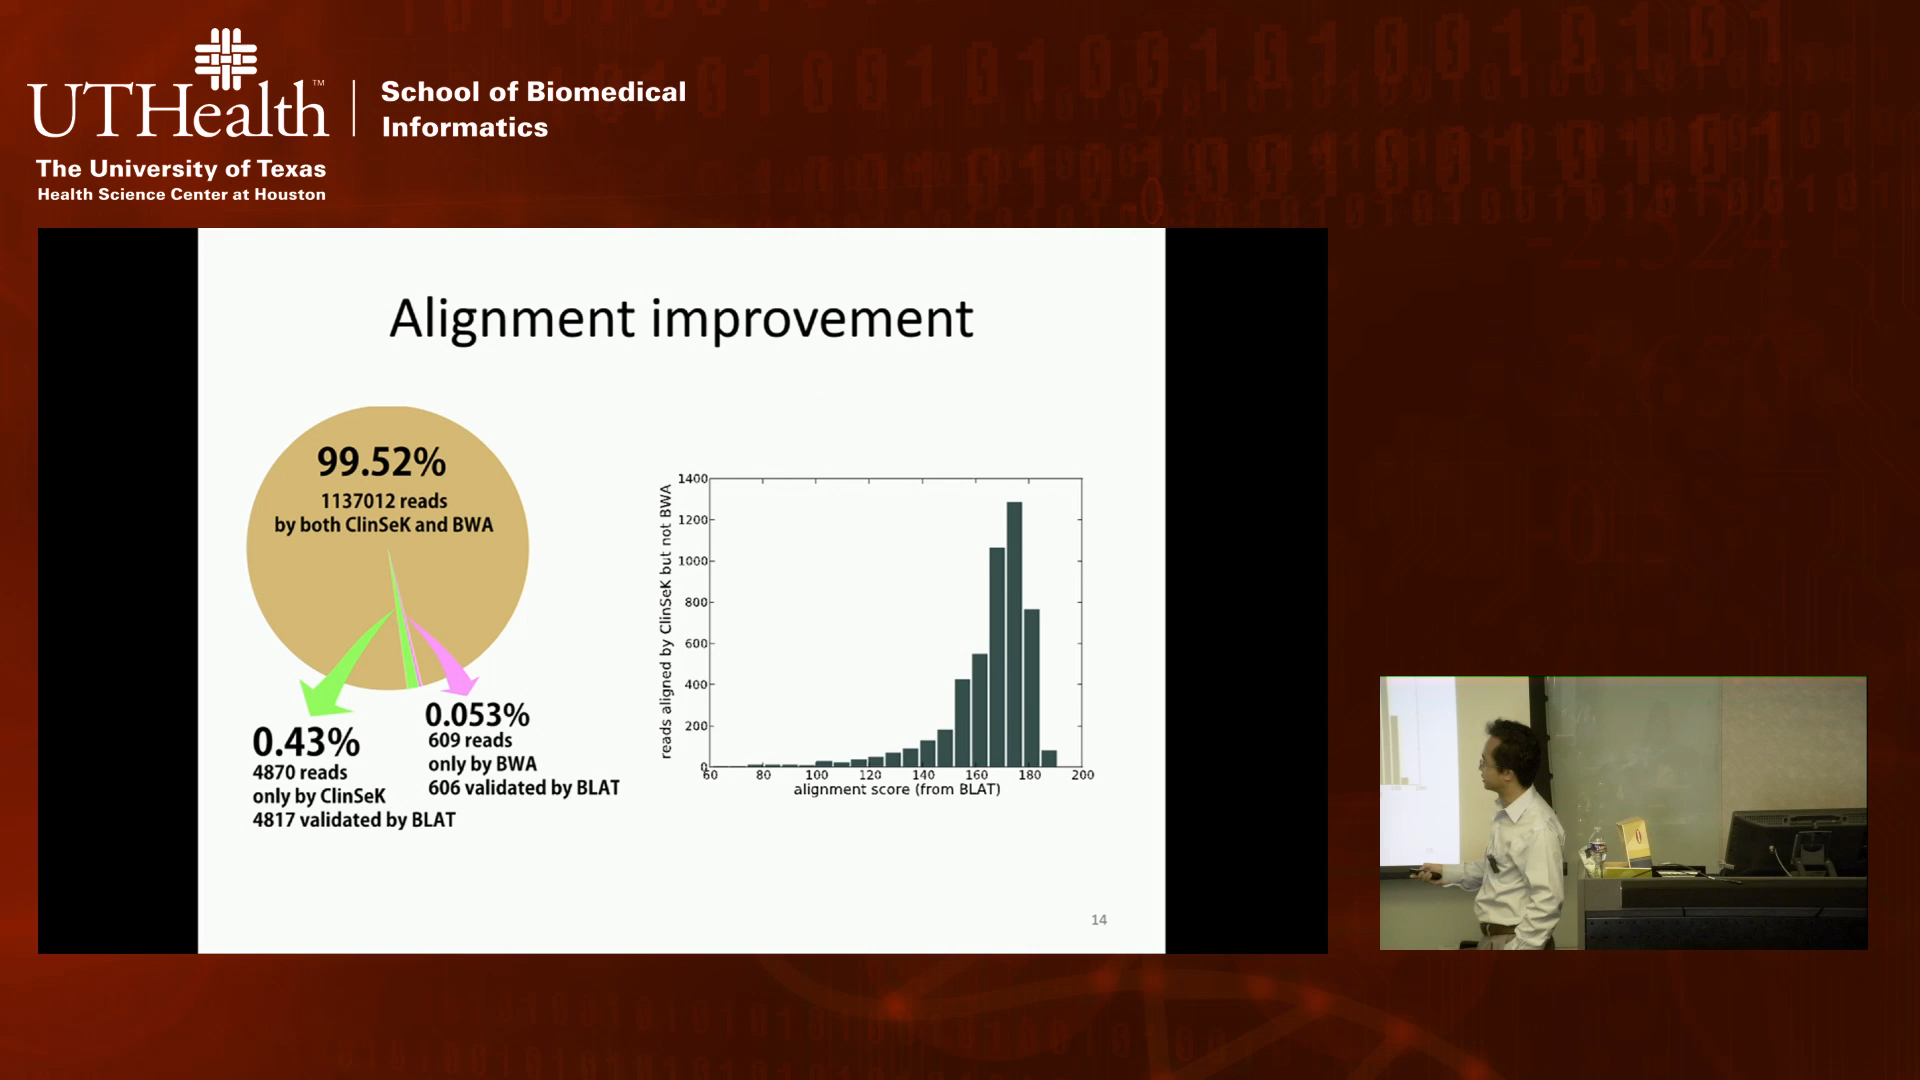 UTHealth™
School of Biomedical
Informatics
The University of Texas
Health Science Center at Houston
Alignment improvement
99.52%
1137012 reads
by both ClinSeK and BWA
0.43%
4870 reads
only by ClinSeK
4817 validated by BLAT
0.053%
609 reads
only by BWA
606 validated by BLAT
reads aligned by ClinSeK but not BWA
1400
1200
1000
800
600
400
200
0
60 80 100 120 140 160 180 200
alignment score (from BLAT)
14